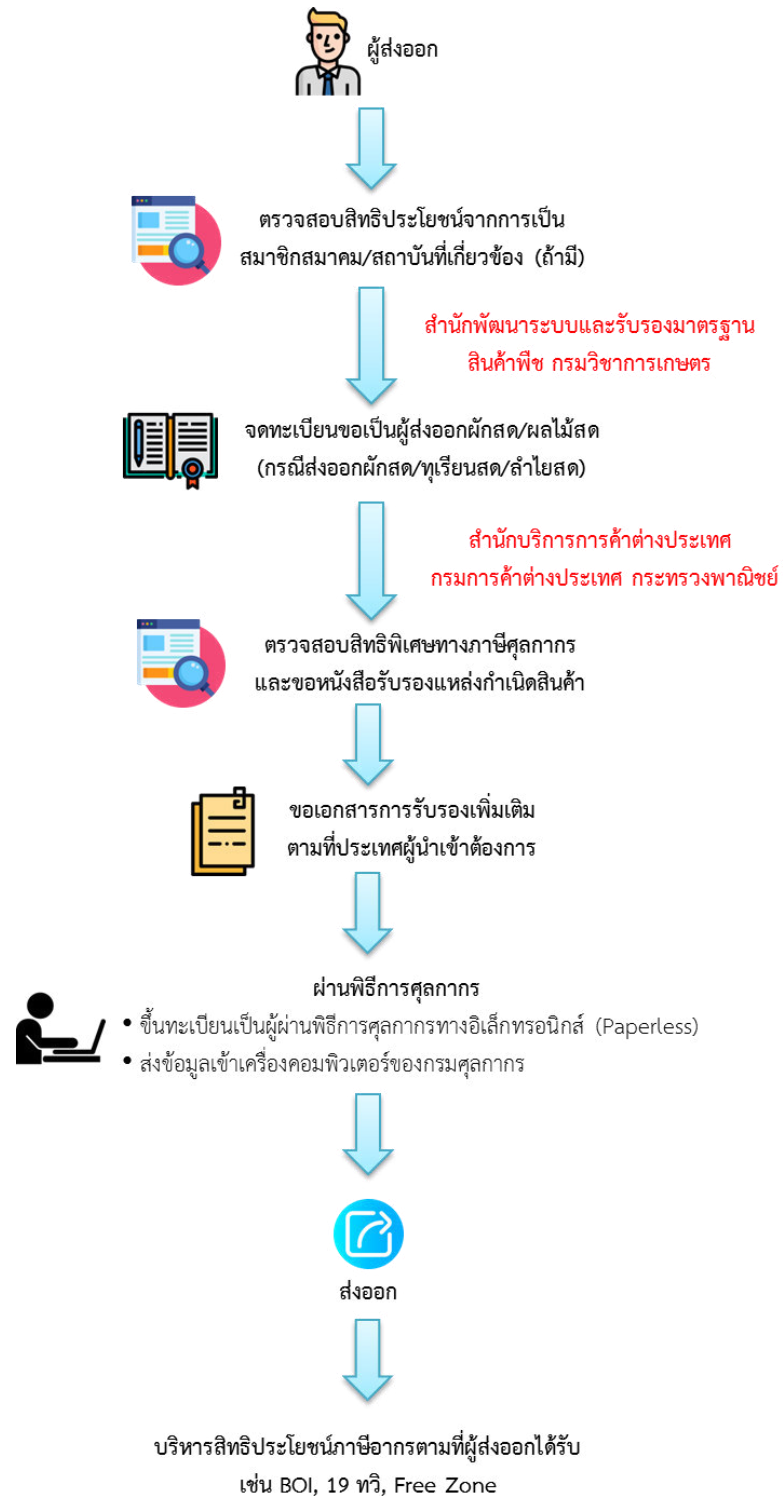 ผู้ส่งออก
ตรวจสอบสิทธิประโยชน์จากการเป็น
สมาชิกสมาคม/สถาบันที่เกี่ยวข้อง (ถ้ามี)
สำนักพัฒนาระบบและรับรองมาตรฐาน
สินค้าพืช กรมวิชาการเกษตร
จดทะเบียนขอเป็นผู้ส่งออกผักสด/ผลไม้สด
(กรณีส่งออกผักสด/ทุเรียนสด/ลำไยสด)
สำนักบริการการค้าต่างประเทศ
กรมการค้าต่างประเทศ กระทรวงพาณิชย์
ตรวจสอบสิทธิพิเศษทางภาษีศุลกากร
และขอหนังสือรับรองแหล่งกำเนิดสินค้า
ขอเอกสารการรับรองเพิ่มเติม
ตามที่ประเทศผู้นำเข้าต้องการ
ผ่านพิธีการศุลกากร
• ขึ้นทะเบียนเป็นผู้ผ่านพิธีการศุลกากรทางอิเล็กทรอนิกส์ (Paperless)
• ส่งข้อมูลเข้าเครื่องคอมพิวเตอร์ของกรมศุลกากร
ส่งออก
บริหารสิทธิประโยชน์ภาษีอากรตามที่ผู้ส่งออกได้รับ
เช่น BOI, 19 ทวิ, Free Zone